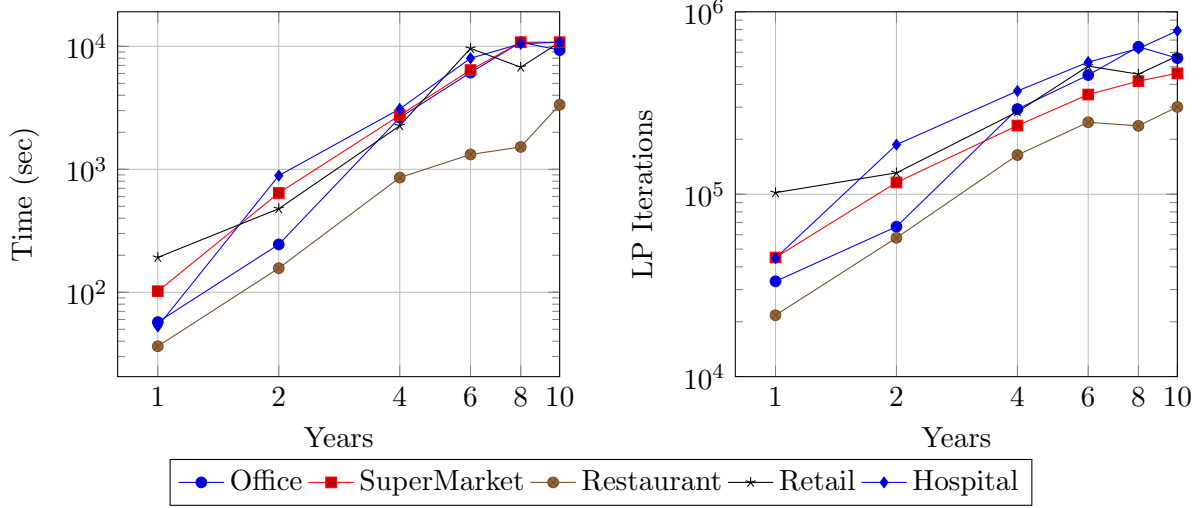 10^4
10^3
10^2
Time (sec)
1 2 4 6 8 10
Years
10^6
10^5
10^4
LP Iterations
1 2 4 6 8 10
Years
Office SuperMarket Restaurant Retail Hospital